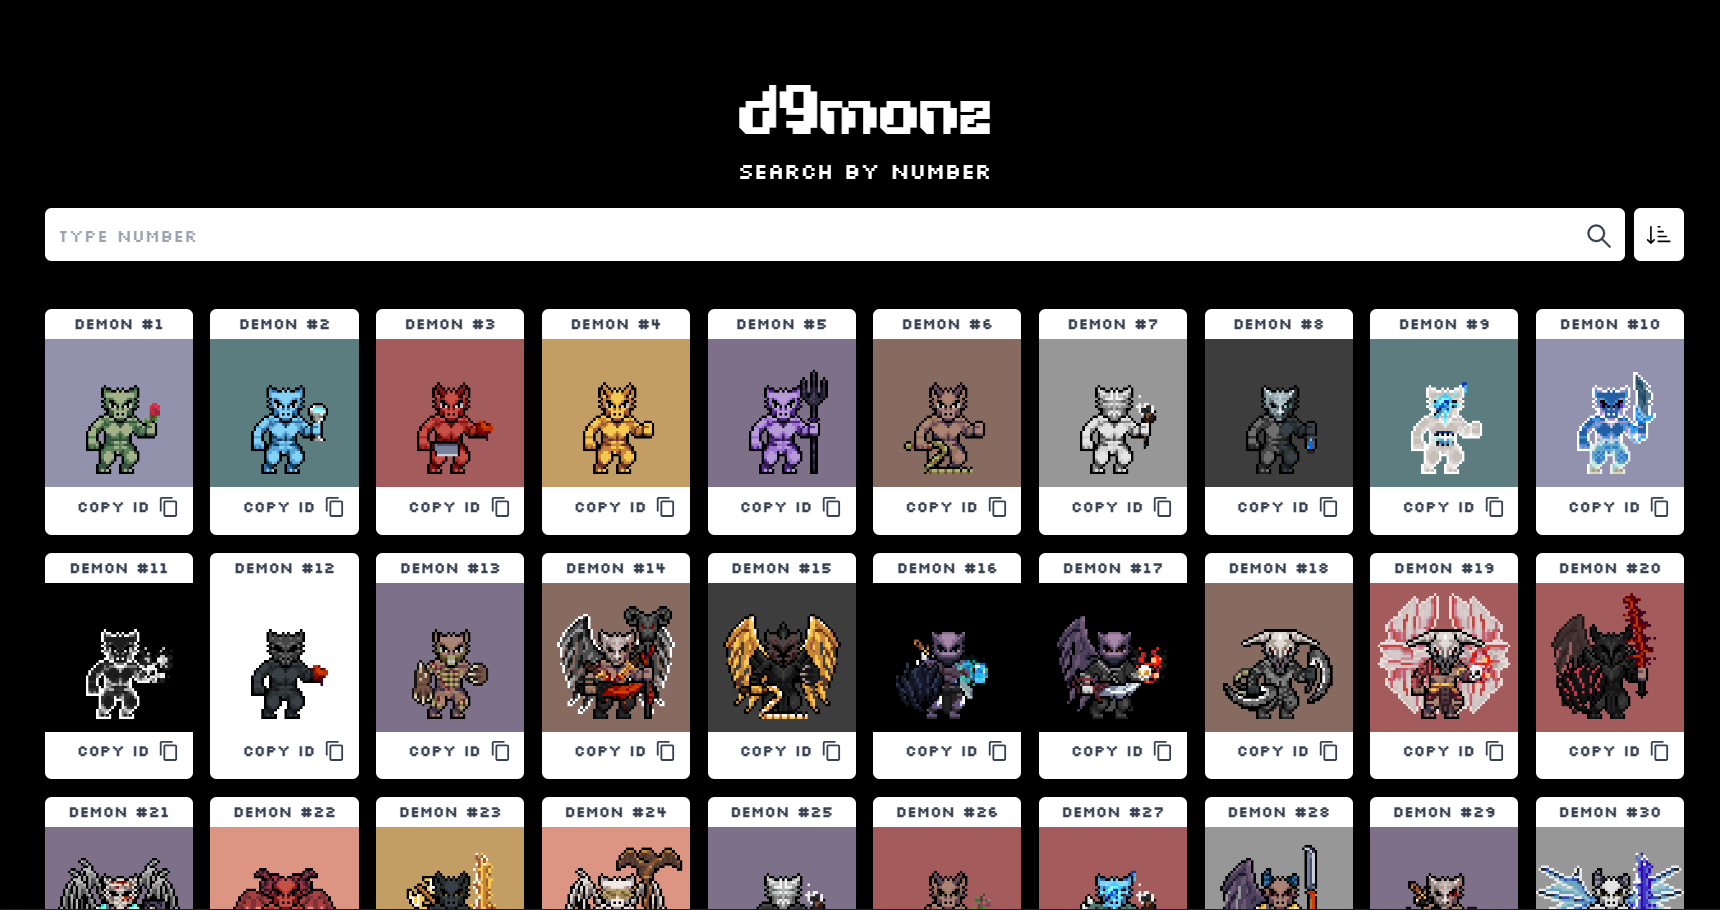 d9monz
SEARCH BY NUMBER
TYPE NUMBER
DEMON #1 DEMON #2 DEMON #3 DEMON #4 DEMON #5 DEMON #6 DEMON #7 DEMON #8 DEMON #9 DEMON #10
COPY ID COPY ID COPY ID COPY ID COPY ID COPY ID COPY ID COPY ID COPY ID COPY ID
DEMON #11 DEMON #12 DEMON #13 DEMON #14 DEMON #15 DEMON #16 DEMON #17 DEMON #18 DEMON #19 DEMON #20
COPY ID COPY ID COPY ID COPY ID COPY ID COPY ID COPY ID COPY ID COPY ID COPY ID
DEMON #21 DEMON #22 DEMON #23 DEMON #24 DEMON #25 DEMON #26 DEMON #27 DEMON #28 DEMON #29 DEMON #30